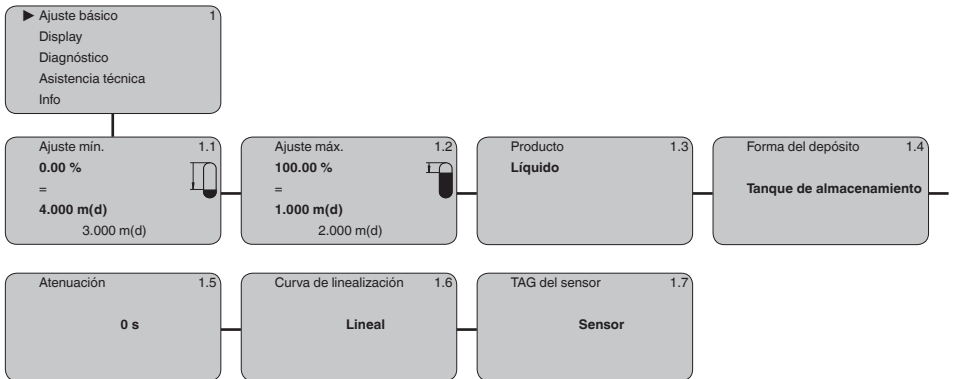 ▶ Ajuste básico 1
Display
Diagnóstico
Asistencia técnica
Info
Ajuste mín. 1.1
0.00 %
=
4.000 m(d)
3.000 m(d)
Ajuste máx. 1.2
100.00 %
=
1.000 m(d)
2.000 m(d)
Producto 1.3
Líquido
Forma del depósito 1.4
Tanque de almacenamiento
Atenuación 1.5
0 s
Curva de linealización 1.6
Lineal
TAG del sensor 1.7
Sensor